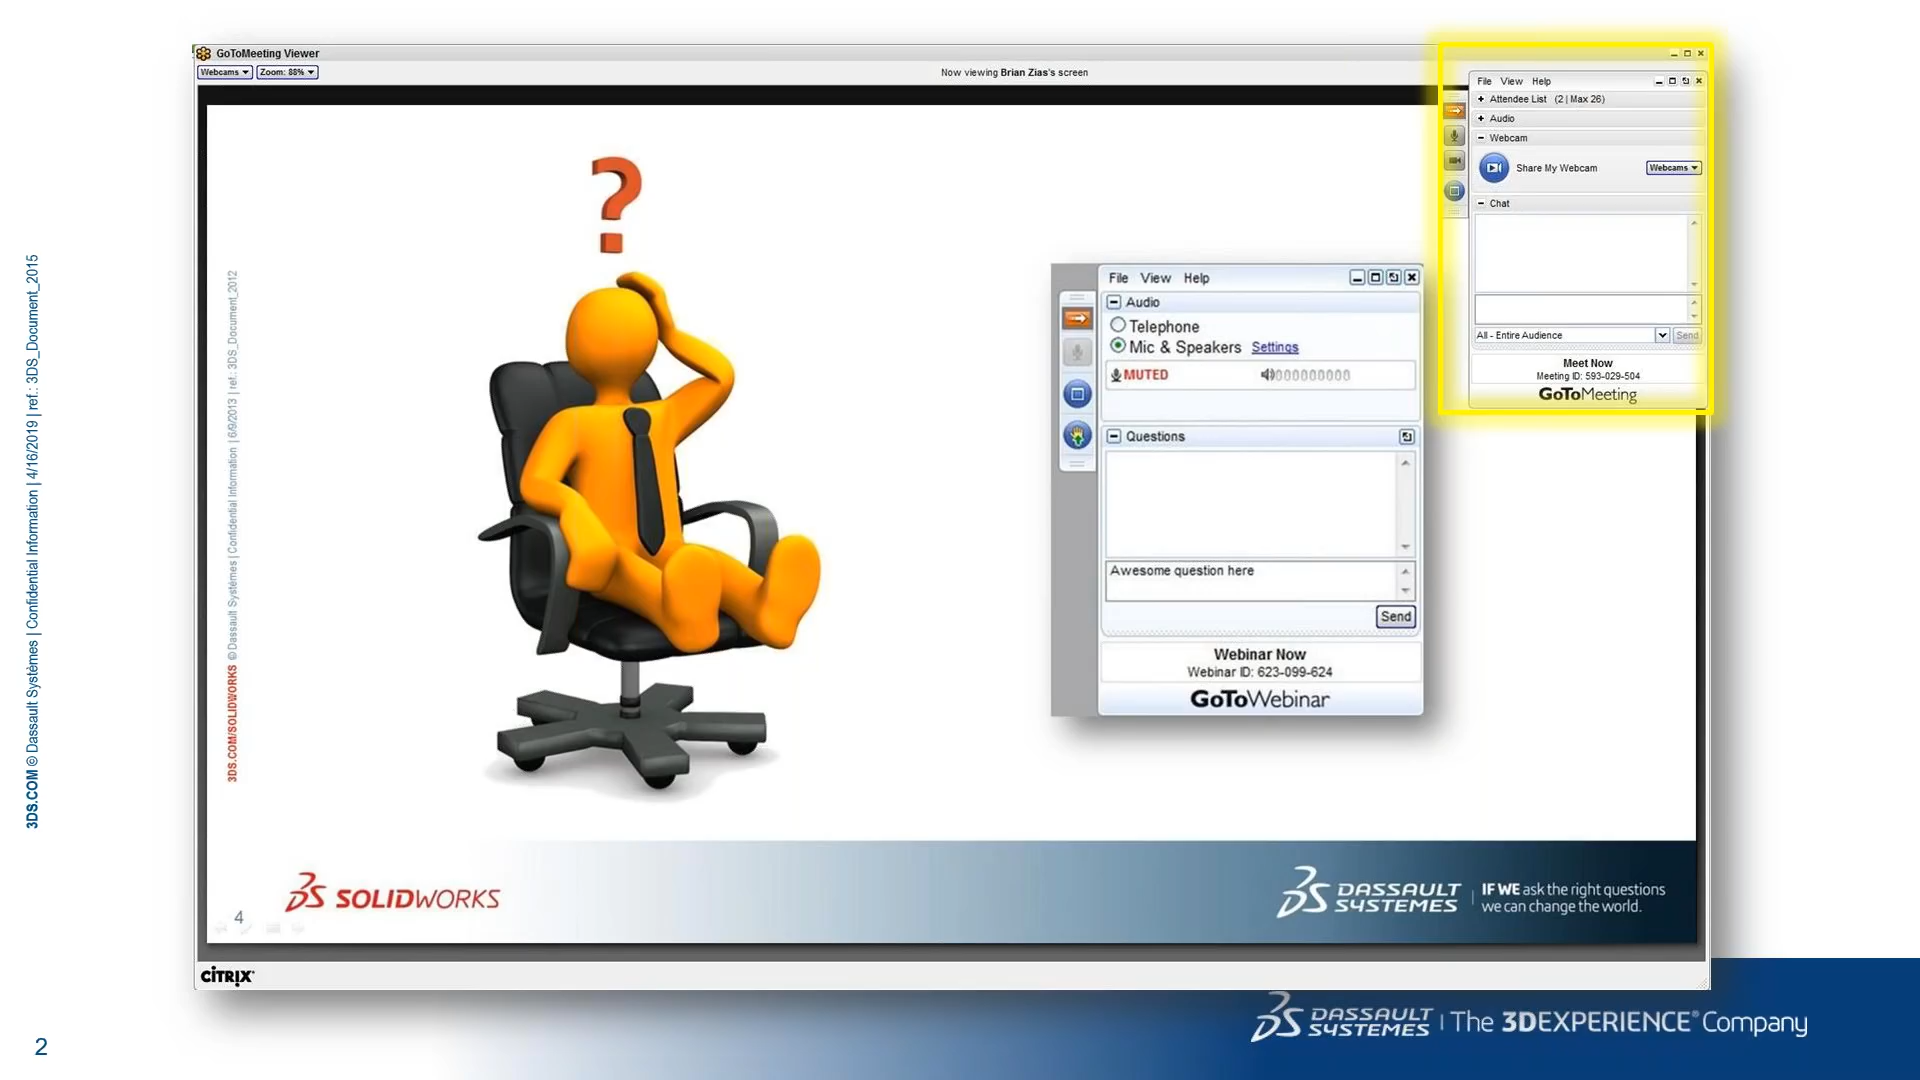 GoToMeeting Viewer
Webcams
Zoom: 88%
Now viewing Brian Zias's screen
File View Help
Attendee List (2 | Max 26)
Audio
Webcam
Share My Webcam
Webcams
Chat
All - Entire Audience
Send
Meet Now
Meeting ID: 593-029-504
GoToMeeting
?
File View Help
Audio
Telephone
Mic & Speakers Settings
MUTED
Questions
Awesome question here
Send
Webinar Now
Webinar ID: 623-099-624
GoToWebinar
3DS.COM/SOLIDWORKS © Dassault Systèmes | Confidential Information | 6/9/2013 | ref.: 3DS_Document_2012
3DS.COM © Dassault Systèmes | Confidential Information | 4/16/2019 | ref.: 3DS_Document_2015
SOLIDWORKS
4
DASSAULT SYSTEMES
IF WE ask the right questions
we can change the world.
CITRIX
2
DASSAULT SYSTEMES | The 3DEXPERIENCE® Company